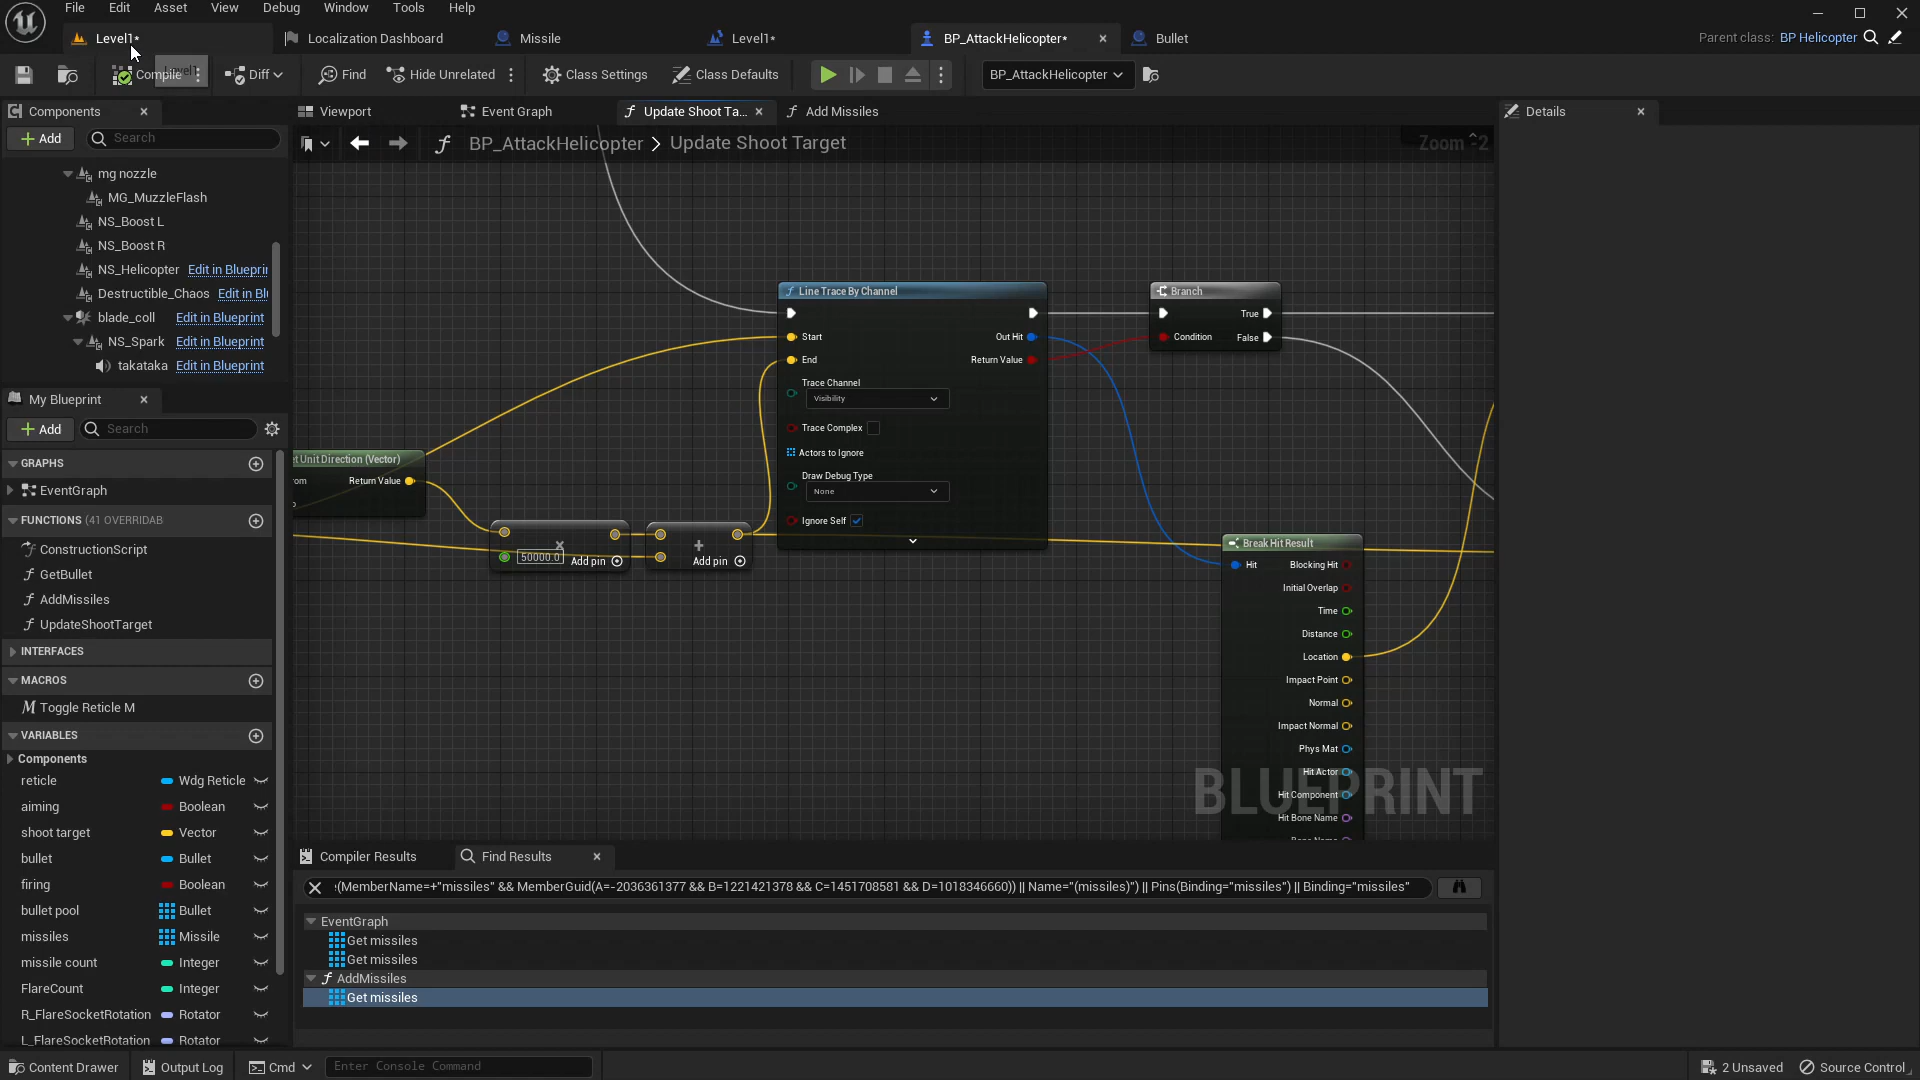 File Edit Asset View Debug Window Tools Help
Level1* Localization Dashboard Missile Level1* BP_AttackHelicopter* Bullet
Parent class: BP Helicopter
Compile Diff Find Hide Unrelated Class Settings Class Defaults BP_AttackHelicopter
Components
Viewport Event Graph Update Shoot Ta... Add Missiles
Details
Add Search
BP_AttackHelicopter > Update Shoot Target
Zoom -2
mg nozzle
MG_MuzzleFlash
NS_Boost L
NS_Boost R
NS_Helicopter Edit in Blueprin
Destructible_Chaos Edit in Bl
blade_coll Edit in Blueprint
NS_Spark Edit in Blueprint
takataka Edit in Blueprint
My Blueprint
Add Search
GRAPHS
EventGraph
FUNCTIONS (41 OVERRIDAB
ConstructionScript
GetBullet
AddMissiles
UpdateShootTarget
INTERFACES
MACROS
Toggle Reticle M
VARIABLES
Components
reticle Wdg Reticle
aiming Boolean
shoot target Vector
bullet Bullet
firing Boolean
bullet pool Bullet
missiles Missile
missile count Integer
FlareCount Integer
R_FlareSocketRotation Rotator
L_FlareSocketRotation Rotator
Unit Direction (Vector)
Return Value
50000.0 Add pin
Add pin
Line Trace By Channel
Start Out Hit
End Return Value
Trace Channel
Visibility
Trace Complex
Actors to Ignore
Draw Debug Type
None
Ignore Self
Branch
True
Condition False
Break Hit Result
Hit Blocking Hit
Initial Overlap
Time
Distance
Location
Impact Point
Normal
Impact Normal
Phys Mat
Hit Actor
Hit Component
Hit Bone Name
BLUEPRINT
Compiler Results Find Results
(MemberName=+"missiles" && MemberGuid(A=-2036361377 && B=1221421378 && C=1451708581 && D=1018346660)) || Name="(missiles)") || Pins(Binding="missiles") || Binding="missiles"
EventGraph
Get missiles
Get missiles
AddMissiles
Get missiles
Content Drawer Output Log Cmd Enter Console Command
2 Unsaved Source Control